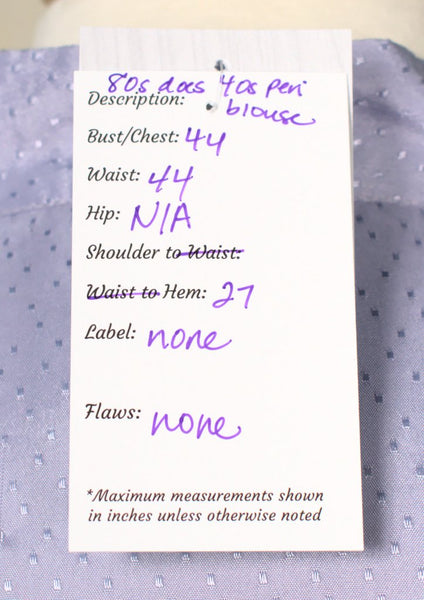 80s does 40s peri
Description: blouse
Bust/Chest: 44
Waist: 44
Hip: N/A
Shoulder to Waist:
Waist to Hem: 27
Label: none
Flaws: none
*Maximum measurements shown
in inches unless otherwise noted